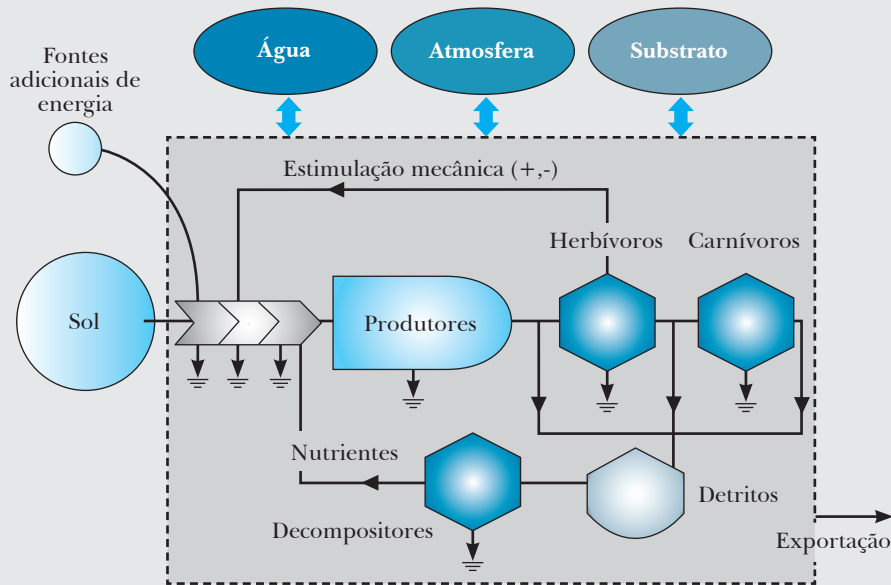 Fontes
adicionais de
energia
Água
Atmosfera
Substrato
Estimulação mecânica (+,-)
Herbívoros
Carnívoros
Sol
Produtores
Nutrientes
Decompositores
Detritos
Exportação